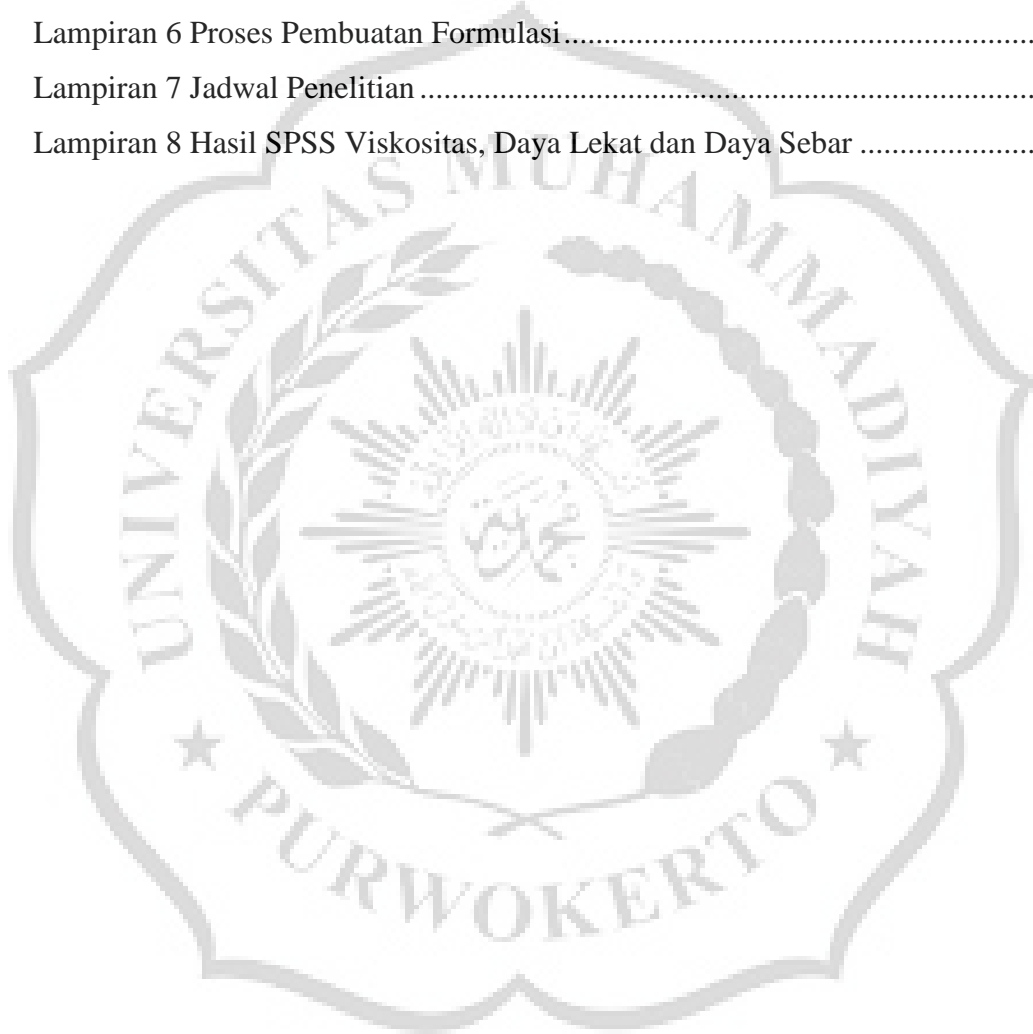 Lampiran 6 Proses Pembuatan Formulasi.............................................................
Lampiran 7 Jadwal Penelitian ................................................................................
Lampiran 8 Hasil SPSS Viskositas, Daya Lekat dan Daya Sebar ......................
UNIVERSITAS MUHAMMADIYAH
★ PURWOKERTO ★